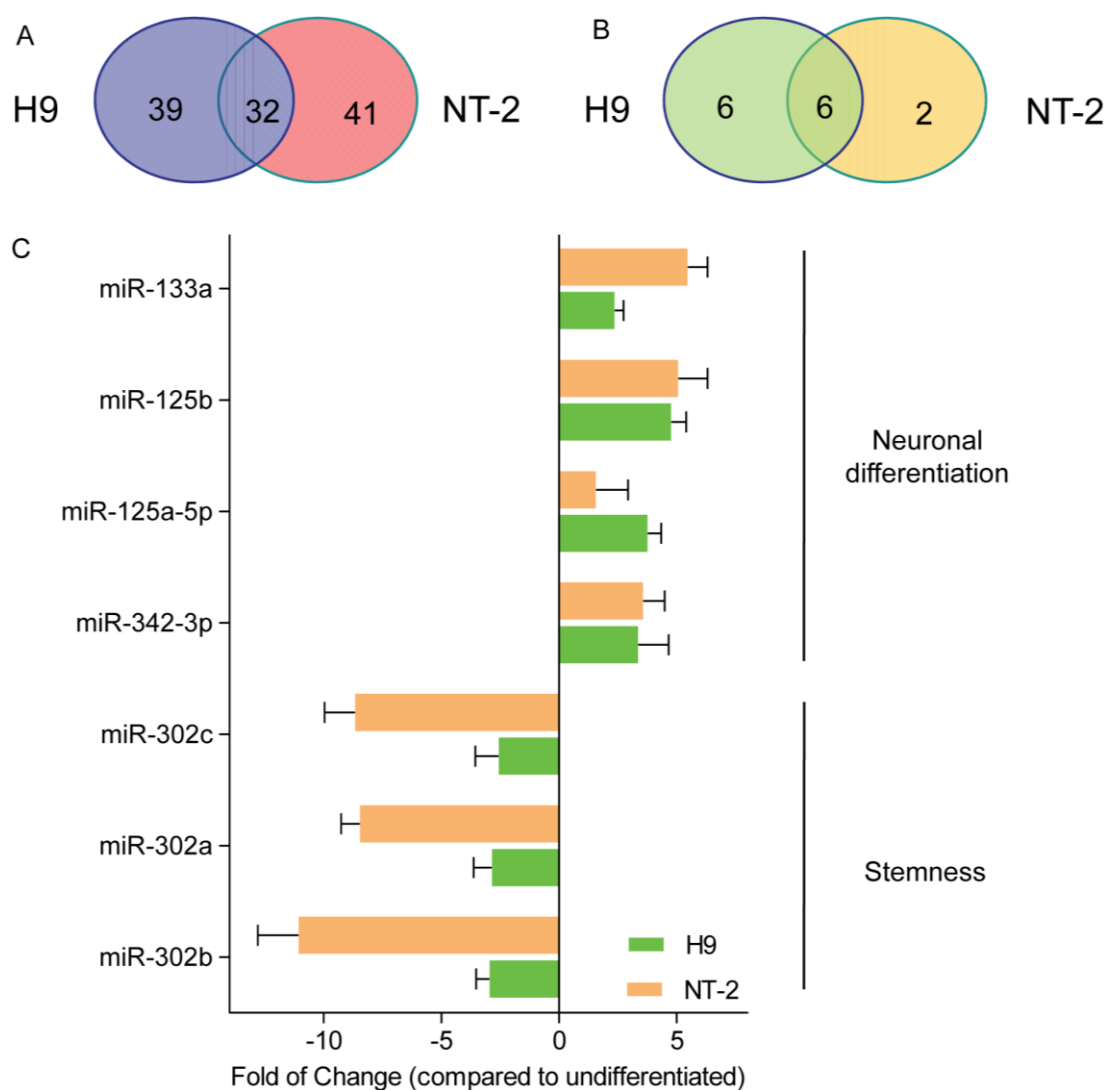 A
H9
39
32
41
NT-2
B
H9
6
6
2
NT-2
C
miR-133a
miR-125b
miR-125a-5p
miR-342-3p
miR-302c
miR-302a
miR-302b
Neuronal
differentiation
Stemness
H9
NT-2
-10
-5
0
5
Fold of Change (compared to undifferentiated)